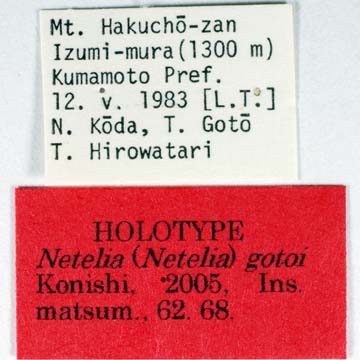 Mt. Hakuchō-zan
Izumi-mura(1300 m)
Kumamoto Pref.
12. v. 1983 [L.T.]
N. Kōda, T. Gotō
T. Hirowatari
HOLOTYPE
Netelia (Netelia) gotoi
Konishi, 2005, Ins.
matsum., 62. 68.